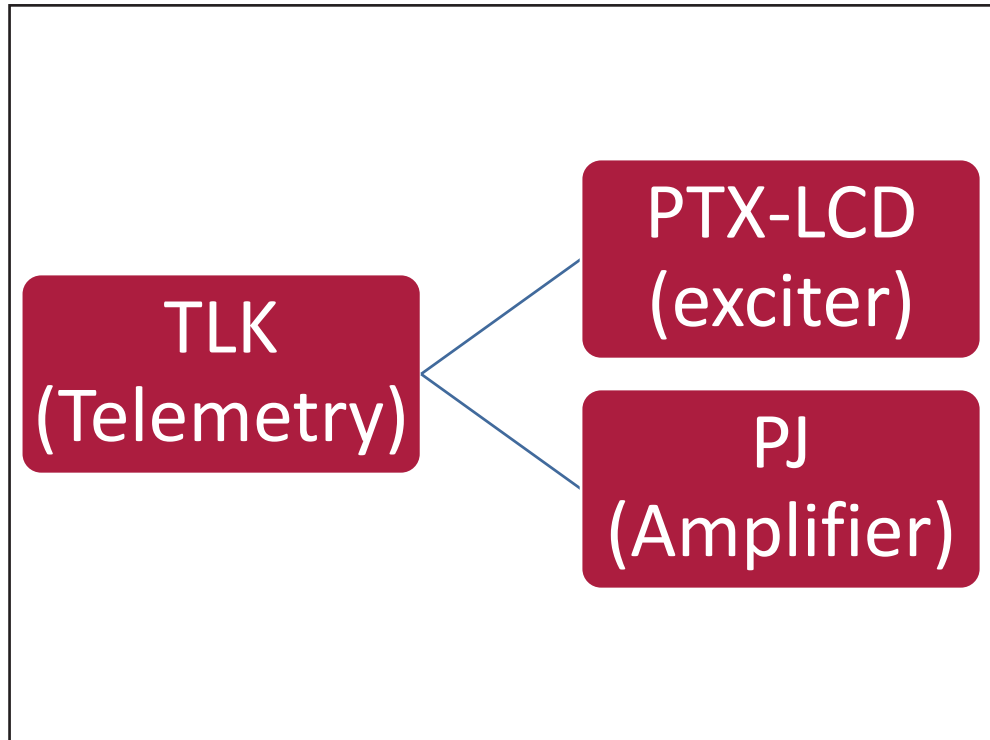 TLK
(Telemetry)
PTX-LCD
(exciter)
PJ
(Amplifier)